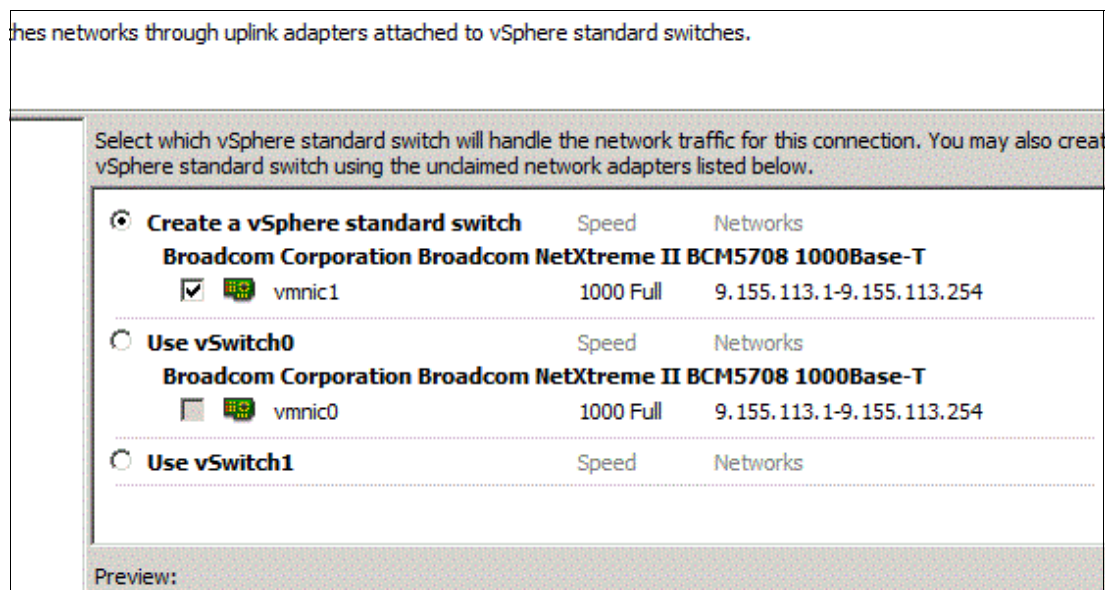 hes networks through uplink adapters attached to vSphere standard switches.
Select which vSphere standard switch will handle the network traffic for this connection. You may also creat
vSphere standard switch using the unclaimed network adapters listed below.
Create a vSphere standard switch Speed Networks
Broadcom Corporation Broadcom NetXtreme II BCM5708 1000Base-T
vmnic1 1000 Full 9.155.113.1-9.155.113.254
Use vSwitch0 Speed Networks
Broadcom Corporation Broadcom NetXtreme II BCM5708 1000Base-T
vmnic0 1000 Full 9.155.113.1-9.155.113.254
Use vSwitch1 Speed Networks
Preview: